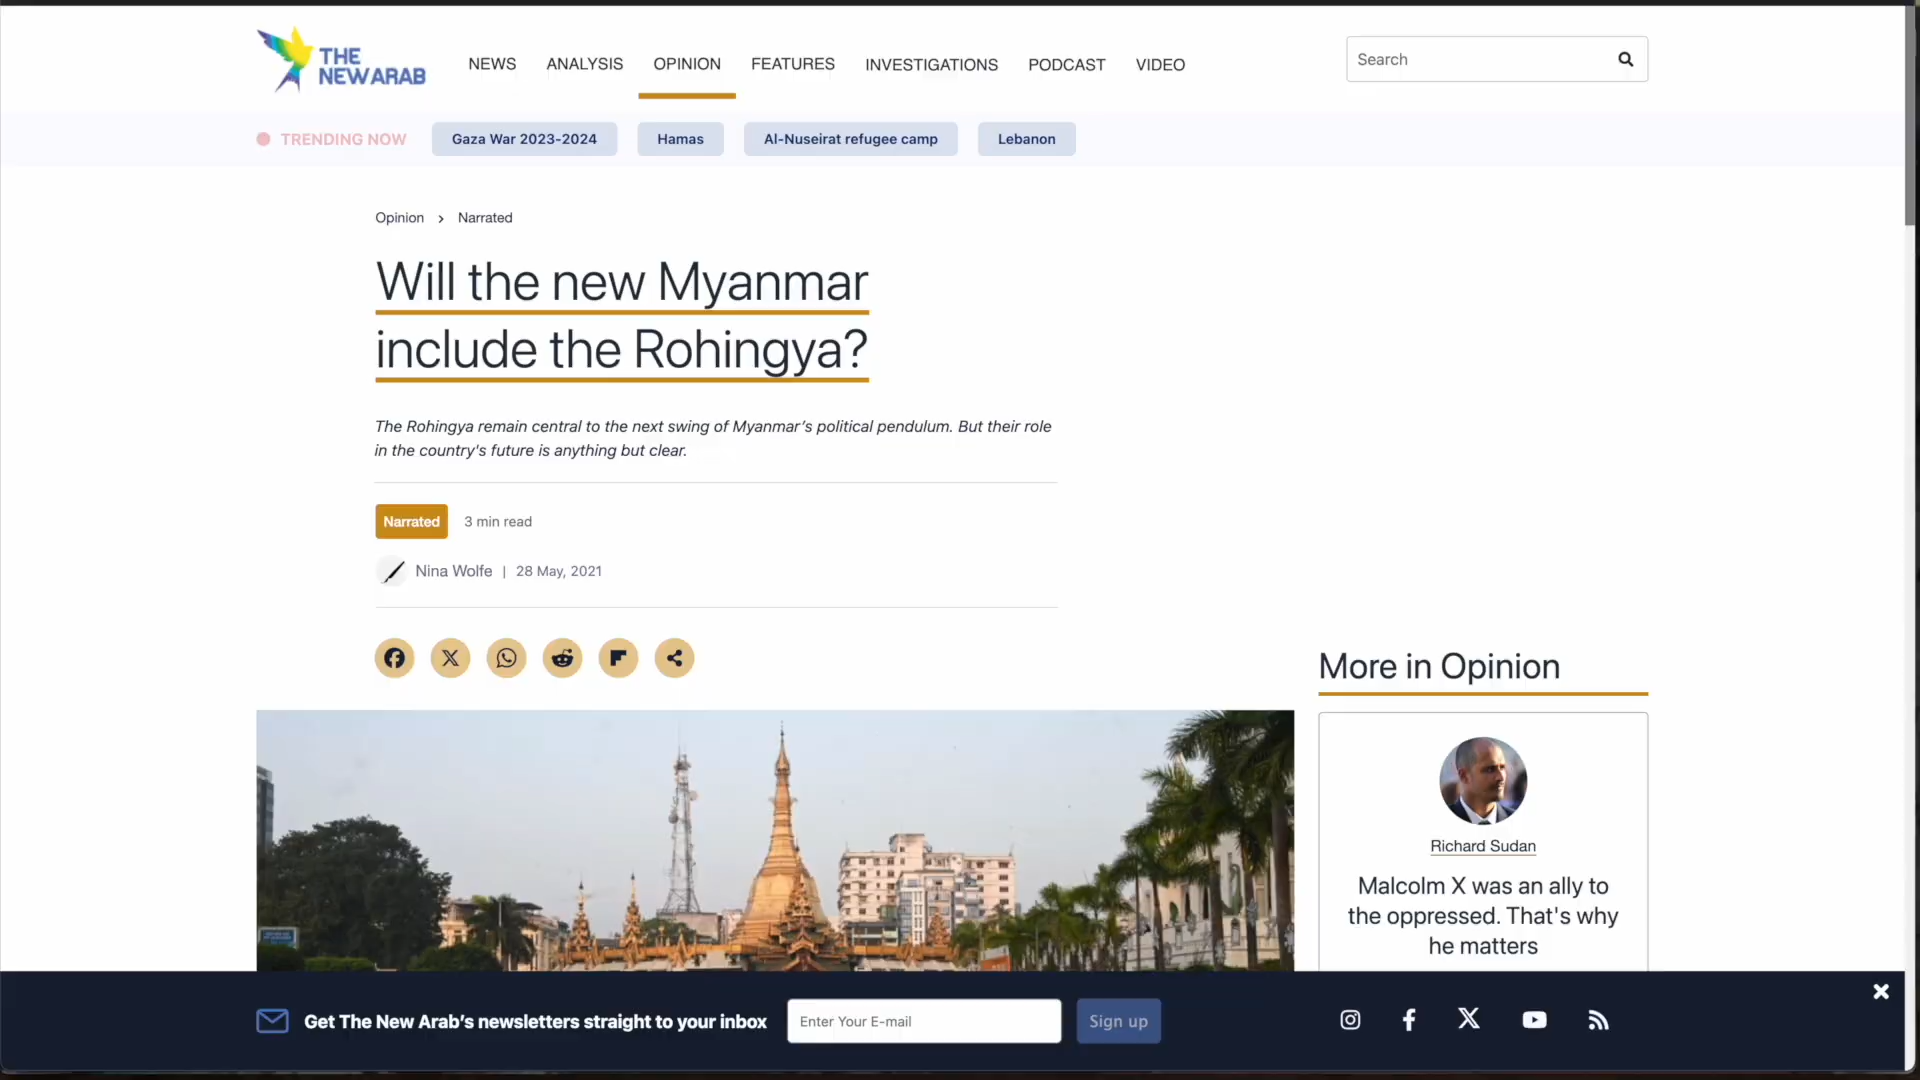 THE
NEW ARAB
NEWS
ANALYSIS
OPINION
FEATURES
INVESTIGATIONS
PODCAST
VIDEO
Search
TRENDING NOW
Gaza War 2023-2024
Hamas
Al-Nuseirat refugee camp
Lebanon
Opinion › Narrated
Will the new Myanmar
include the Rohingya?
The Rohingya remain central to the next swing of Myanmar’s political pendulum. But their role
in the country's future is anything but clear.
Narrated
3 min read
Nina Wolfe | 28 May, 2021
More in Opinion
Richard Sudan
Malcolm X was an ally to
the oppressed. That's why
he matters
Get The New Arab’s newsletters straight to your inbox
Enter Your E-mail
Sign up